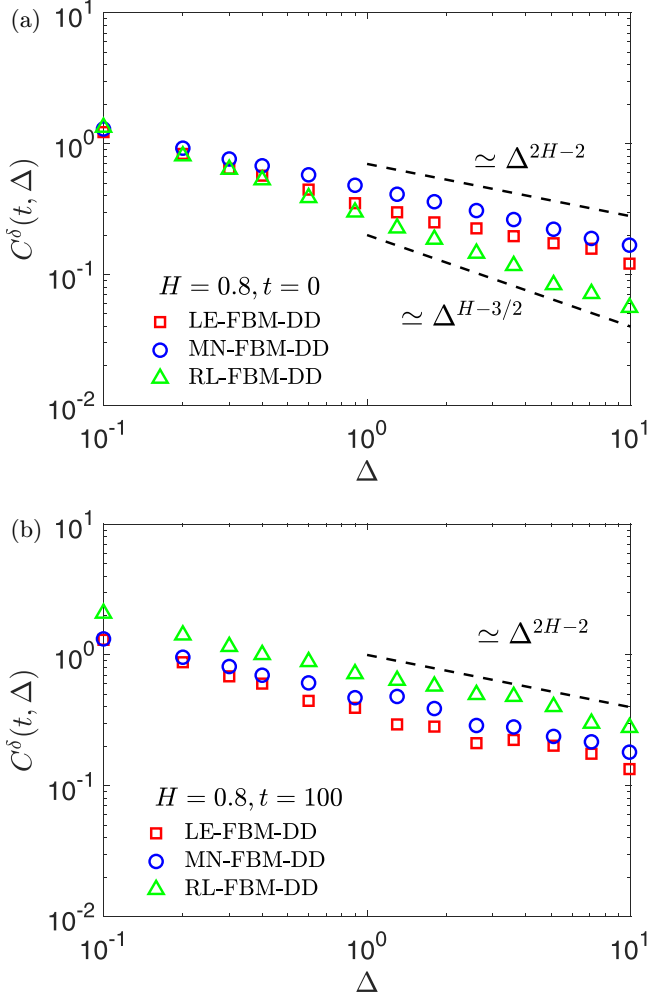 (a)
10^1
10^0
10^{-1}
10^{-2}
C^δ(t, Δ)
≃ Δ^{2H−2}
≃ Δ^{H−3/2}
H = 0.8, t = 0
LE-FBM-DD
MN-FBM-DD
RL-FBM-DD
10^{-1} 10^0 10^1
Δ
(b)
10^1
10^0
10^{-1}
10^{-2}
C^δ(t, Δ)
≃ Δ^{2H−2}
H = 0.8, t = 100
LE-FBM-DD
MN-FBM-DD
RL-FBM-DD
10^{-1} 10^0 10^1
Δ